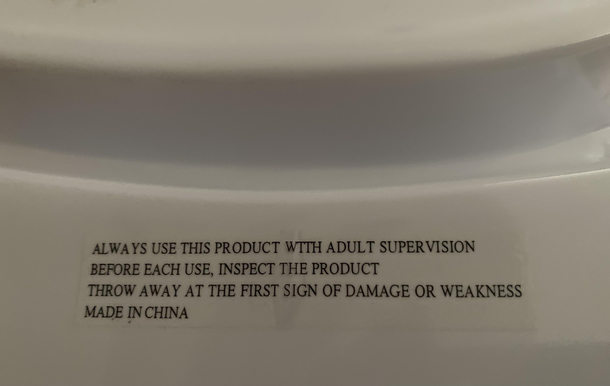 ALWAYS USE THIS PRODUCT WITH ADULT SUPERVISION
BEFORE EACH USE, INSPECT THE PRODUCT
THROW AWAY AT THE FIRST SIGN OF DAMAGE OR WEAKNESS
MADE IN CHINA